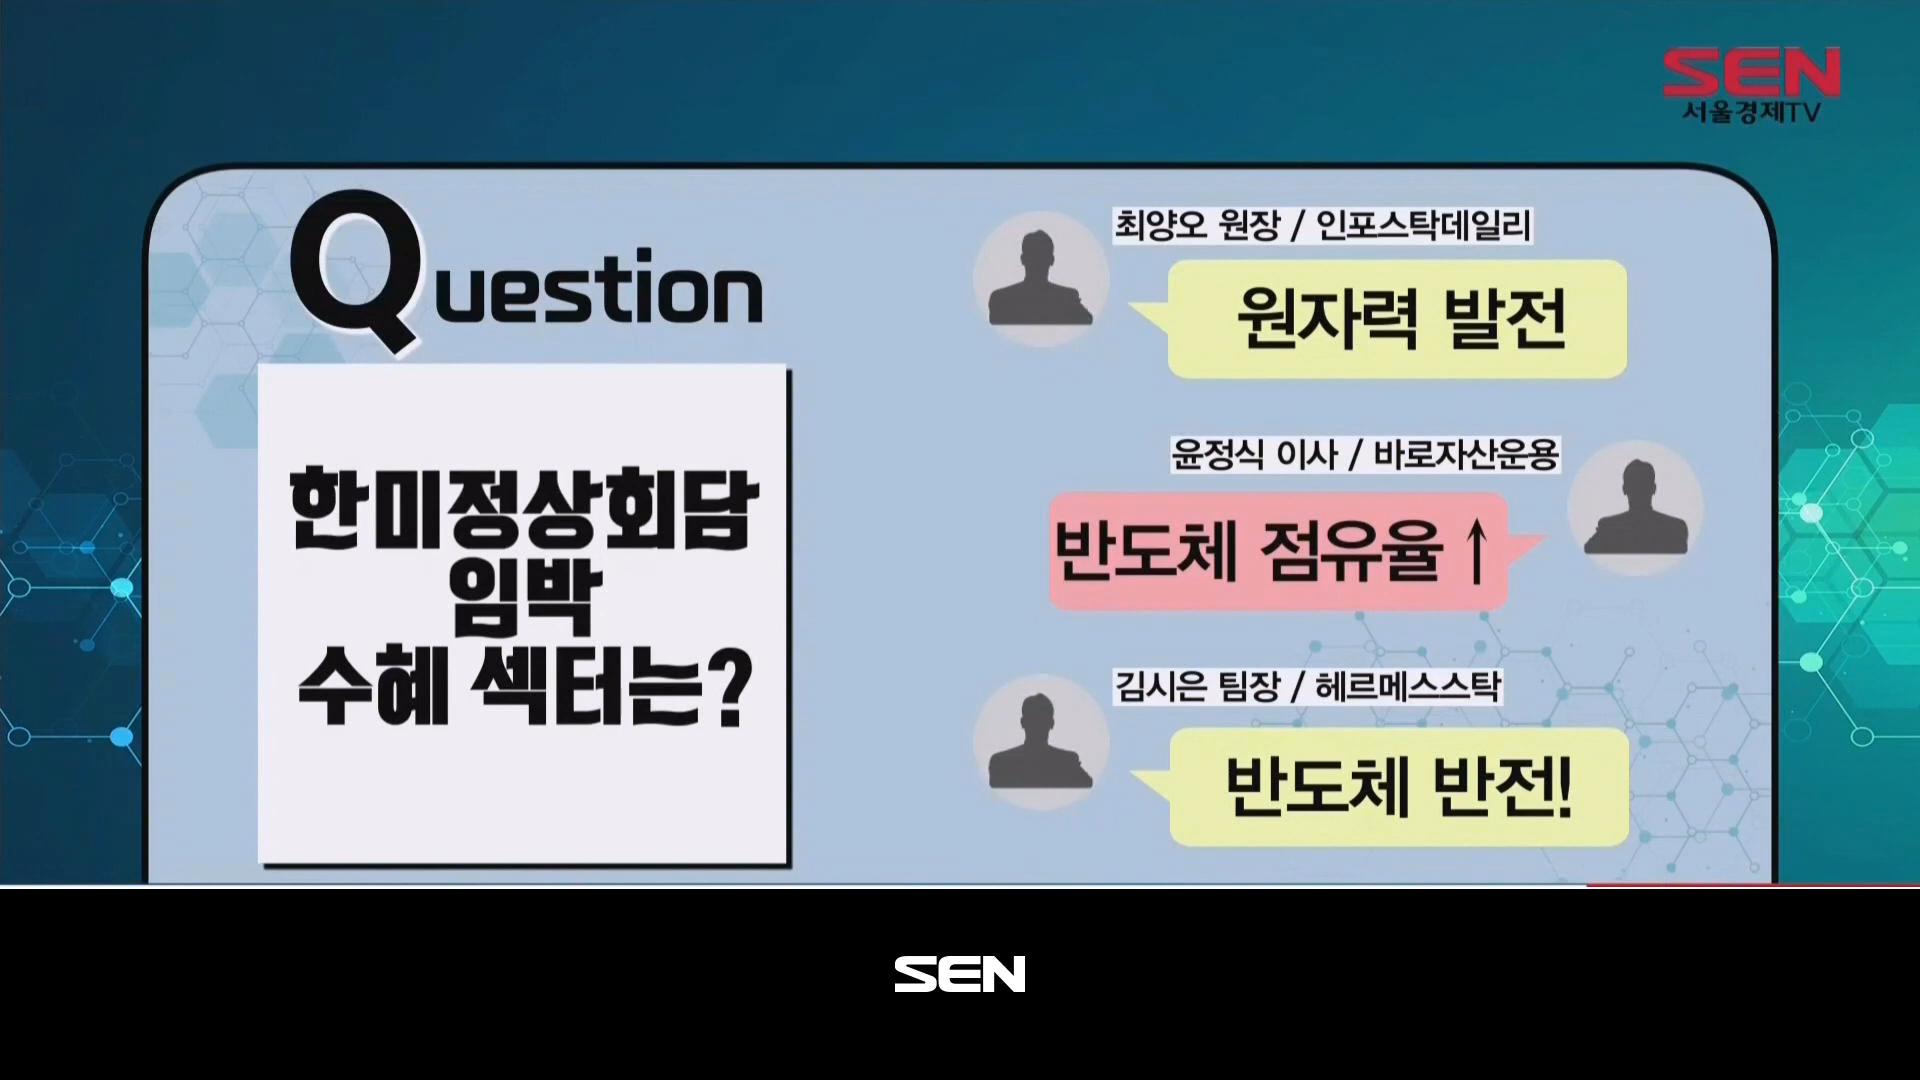 SEN
서울경제TV
Question
한미정상회담
임박
수혜 섹터는?
최양오 원장 / 인포스탁데일리
원자력 발전
윤정식 이사 / 바로자산운용
반도체 점유율 ↑
김시은 팀장 / 헤르메스스탁
반도체 반전!
SEN